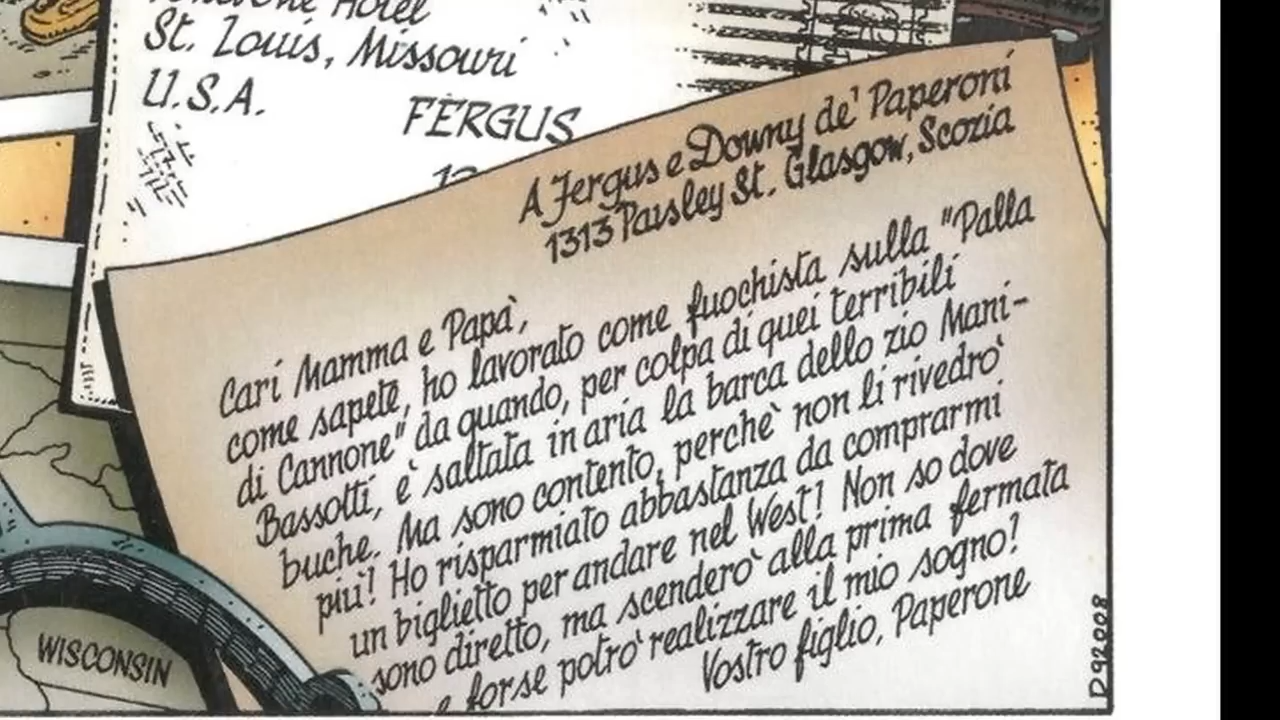 Hotel
St. Louis, Missouri
U.S.A.
FERGUS
A Fergus e Downy de' Paperoni
1313 Paisley St. Glasgow, Scozia
Cari Mamma e Papà,
come sapete, ho lavorato come fuochista sulla "Palla
di Cannone" da quando, per colpa di quei terribili
Bassotti, è saltata in aria la barca dello zio Mani-
buche. Ma sono contento, perchè non li rivedrò
più! Ho risparmiato abbastanza da comprarmi
un biglietto per andare nel West! Non so dove
sono diretto, ma scenderò alla prima fermata
e forse potrò realizzare il mio sogno!
Vostro figlio, Paperone
WISCONSIN
D92008